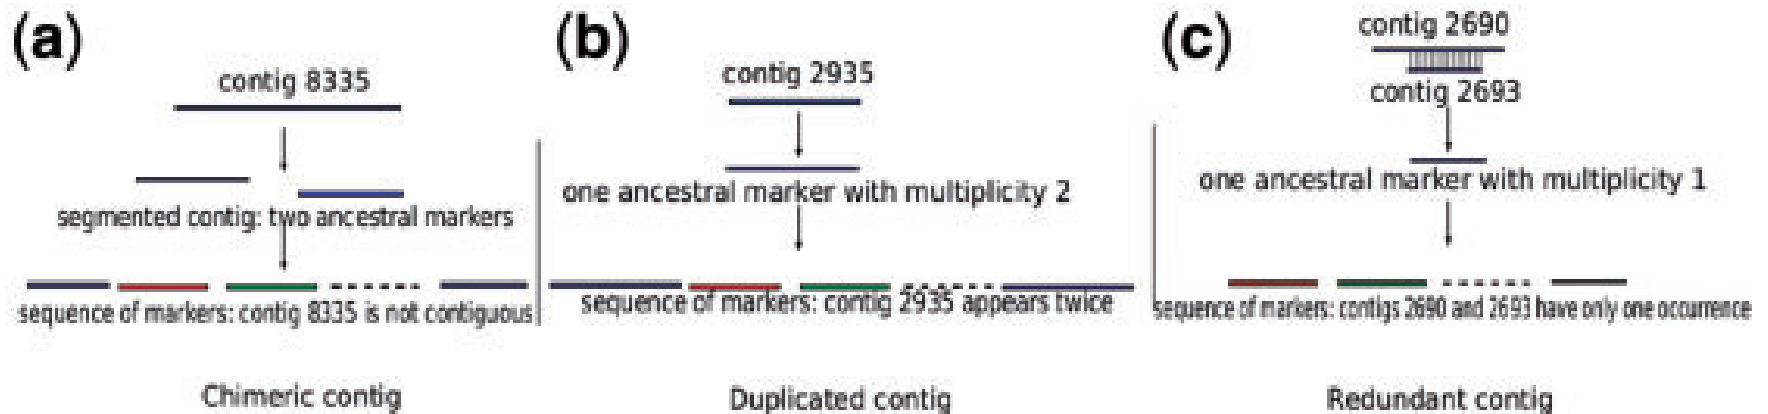 (a)
contig 8335
segmented contig: two ancestral markers
sequence of markers: contig 8335 is not contiguous
Chimeric contig
(b)
contig 2935
one ancestral marker with multiplicity 2
sequence of markers: contig 2935 appears twice
Duplicated contig
(c)
contig 2690
contig 2693
one ancestral marker with multiplicity 1
sequence of markers: contigs 2690 and 2693 have only one occurrence
Redundant contig